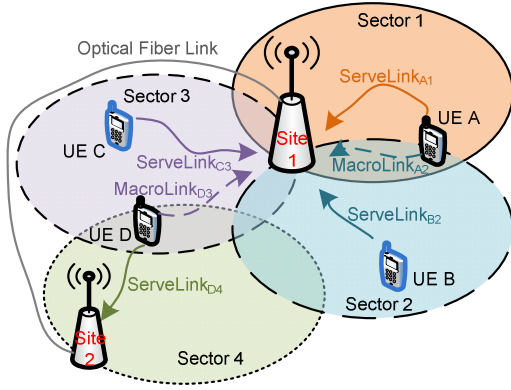 Sector 1
Optical Fiber Link
ServeLinkA1
Sector 3
UE A
Site
1
UE C
ServeLinkC3
MacroLinkA2
MacroLinkD3
ServeLinkB2
UE D
UE B
ServeLinkD4
Sector 2
Site
2
Sector 4